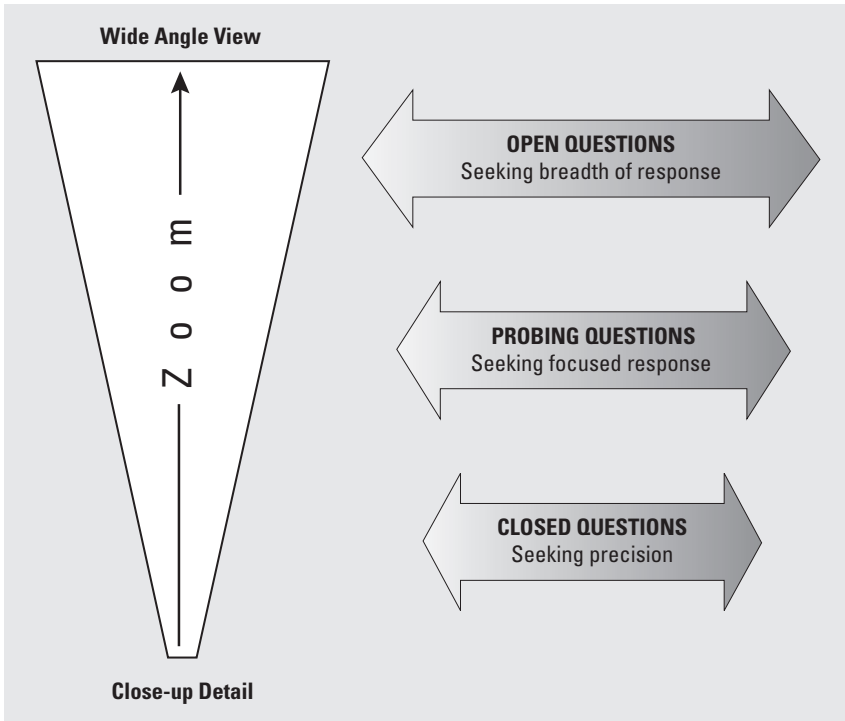 Wide Angle View
Zoom
Close-up Detail
OPEN QUESTIONS
Seeking breadth of response
PROBING QUESTIONS
Seeking focused response
CLOSED QUESTIONS
Seeking precision